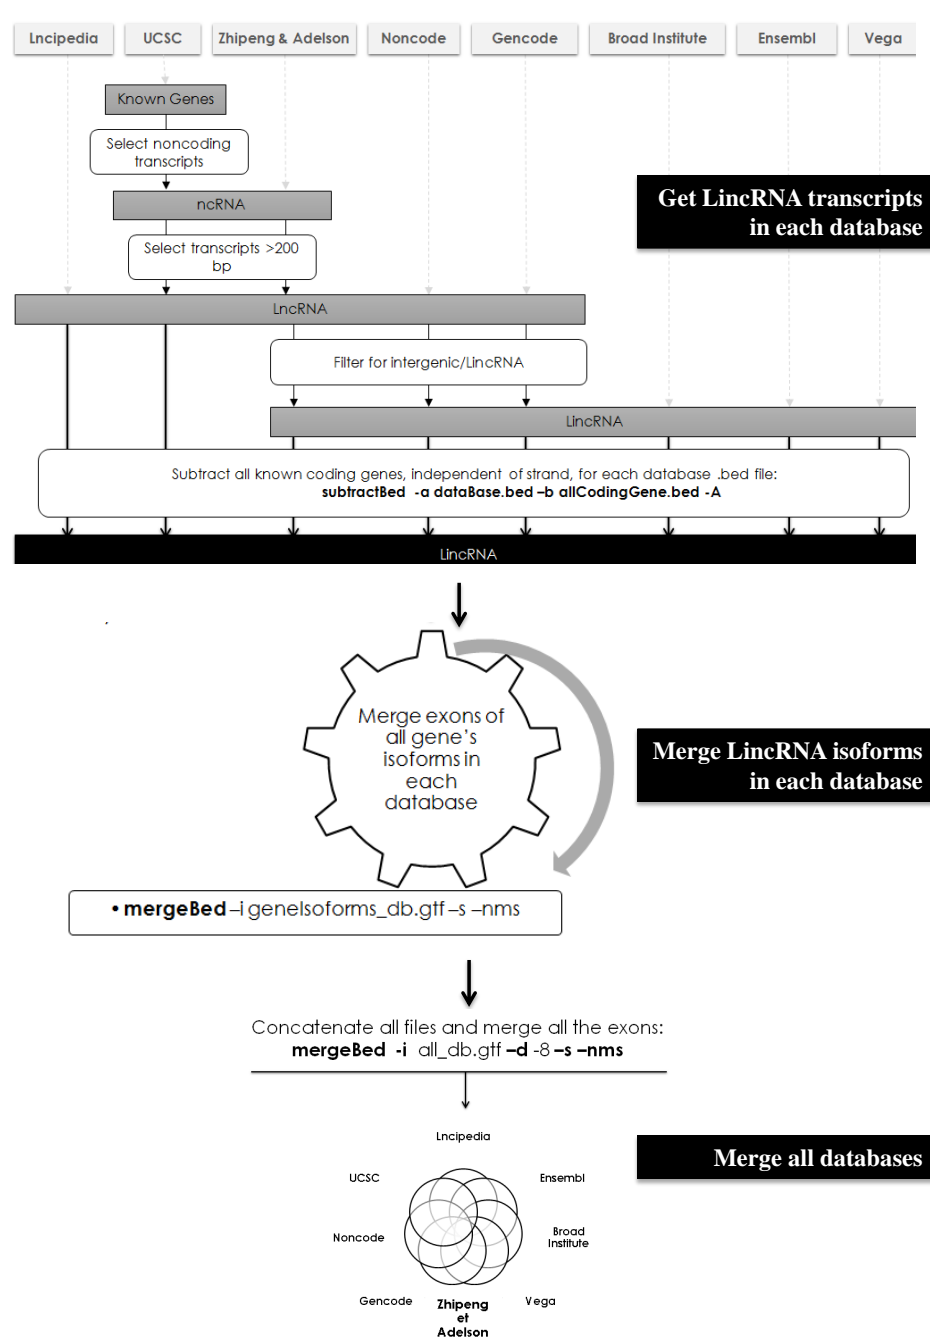 Lncipedia UCSC Zhipeng & Adelson Noncode Gencode Broad Institute Ensembl Vega
Known Genes
Select noncoding
transcripts
ncRNA
Select transcripts >200
bp
LncRNA
Filter for intergenic/LincRNA
LincRNA
Get LincRNA transcripts
in each database
Subtract all known coding genes, independent of strand, for each database .bed file:
subtractBed -a dataBase.bed –b allCodingGene.bed -A
LincRNA
Merge exons of
all gene's
isoforms in
each
database
Merge LincRNA isoforms
in each database
• mergeBed –i geneIsoforms_db.gtf –s –nms
Concatenate all files and merge all the exons:
mergeBed -i all_db.gtf –d -8 –s –nms
Merge all databases
Lncipedia
UCSC
Ensembl
Noncode
Broad
Institute
Gencode
Zhipeng
et
Adelson
Vega